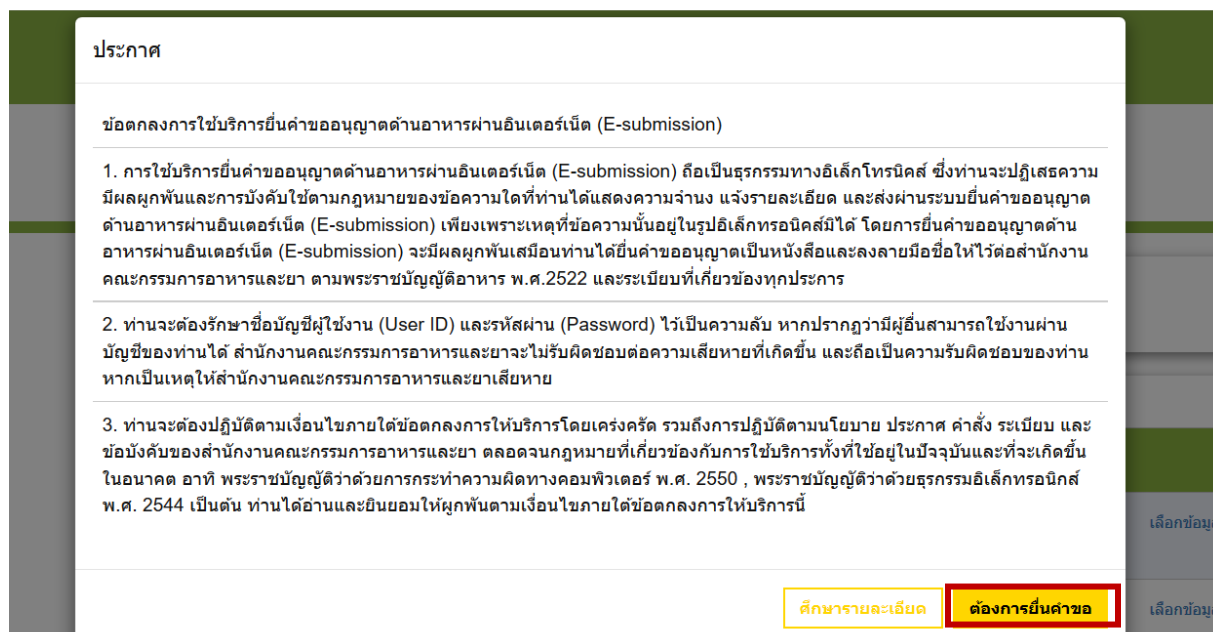 ประกาศ
ข้อตกลงการใช้บริการยื่นคำขออนุญาตด้านอาหารผ่านอินเตอร์เน็ต (E-submission)
1. การใช้บริการยื่นคำขออนุญาตด้านอาหารผ่านอินเตอร์เน็ต (E-submission) ถือเป็นธุรกรรมทางอิเล็กโทรนิคส์ ซึ่งท่านจะปฏิเสธความ
มีผลผูกพันและการบังคับใช้ตามกฎหมายของข้อความใดที่ท่านได้แสดงความจำนง แจ้งรายละเอียด และส่งผ่านระบบยื่นคำขออนุญาต
ด้านอาหารผ่านอินเตอร์เน็ต (E-submission) เพียงเพราะเหตุที่ข้อความนั้นอยู่ในรูปอิเล็กทรอนิคส์มิได้ โดยการยื่นคำขออนุญาตด้าน
อาหารผ่านอินเตอร์เน็ต (E-submission) จะมีผลผูกพันเสมือนท่านได้ยื่นคำขออนุญาตเป็นหนังสือและลงลายมือชื่อให้ไว้ต่อสำนักงาน
คณะกรรมการอาหารและยา ตามพระราชบัญญัติอาหาร พ.ศ.2522 และระเบียบที่เกี่ยวข้องทุกประการ
2. ท่านจะต้องรักษาชื่อบัญชีผู้ใช้งาน (User ID) และรหัสผ่าน (Password) ไว้เป็นความลับ หากปรากฏว่ามีผู้อื่นสามารถใช้งานผ่าน
บัญชีของท่านได้ สำนักงานคณะกรรมการอาหารและยาจะไม่รับผิดชอบต่อความเสียหายที่เกิดขึ้น และถือเป็นความรับผิดชอบของท่าน
หากเป็นเหตุให้สำนักงานคณะกรรมการอาหารและยาเสียหาย
3. ท่านจะต้องปฏิบัติตามเงื่อนไขภายใต้ข้อตกลงการให้บริการโดยเคร่งครัด รวมถึงการปฏิบัติตามนโยบาย ประกาศ คำสั่ง ระเบียบ และ
ข้อบังคับของสำนักงานคณะกรรมการอาหารและยา ตลอดจนกฎหมายที่เกี่ยวข้องกับการใช้บริการทั้งที่ใช้อยู่ในปัจจุบันและที่จะเกิดขึ้น
ในอนาคต อาทิ พระราชบัญญัติว่าด้วยการกระทำความผิดทางคอมพิวเตอร์ พ.ศ. 2550 , พระราชบัญญัติว่าด้วยธุรกรรมอิเล็กทรอนิกส์
พ.ศ. 2544 เป็นต้น ท่านได้อ่านและยินยอมให้ผูกพันตามเงื่อนไขภายใต้ข้อตกลงการให้บริการนี้
เลือกข้อมู
ศึกษารายละเอียด ต้องการยื่นคำขอ เลือกข้อมู